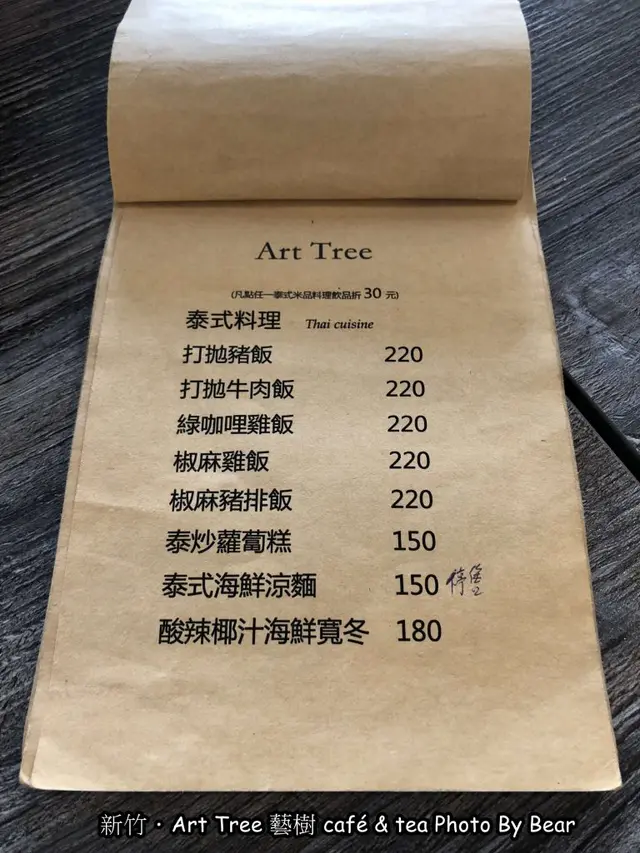 Art Tree
(凡點任一泰式米品料理飲品折 30 元)
泰式料理 Thai cuisine
打拋豬飯 220
打拋牛肉飯 220
綠咖哩雞飯 220
椒麻雞飯 220
椒麻豬排飯 220
泰炒蘿蔔糕 150
泰式海鮮涼麵 150 停
酸辣椰汁海鮮寬冬 180
新竹・Art Tree 藝樹 café & tea Photo By Bear